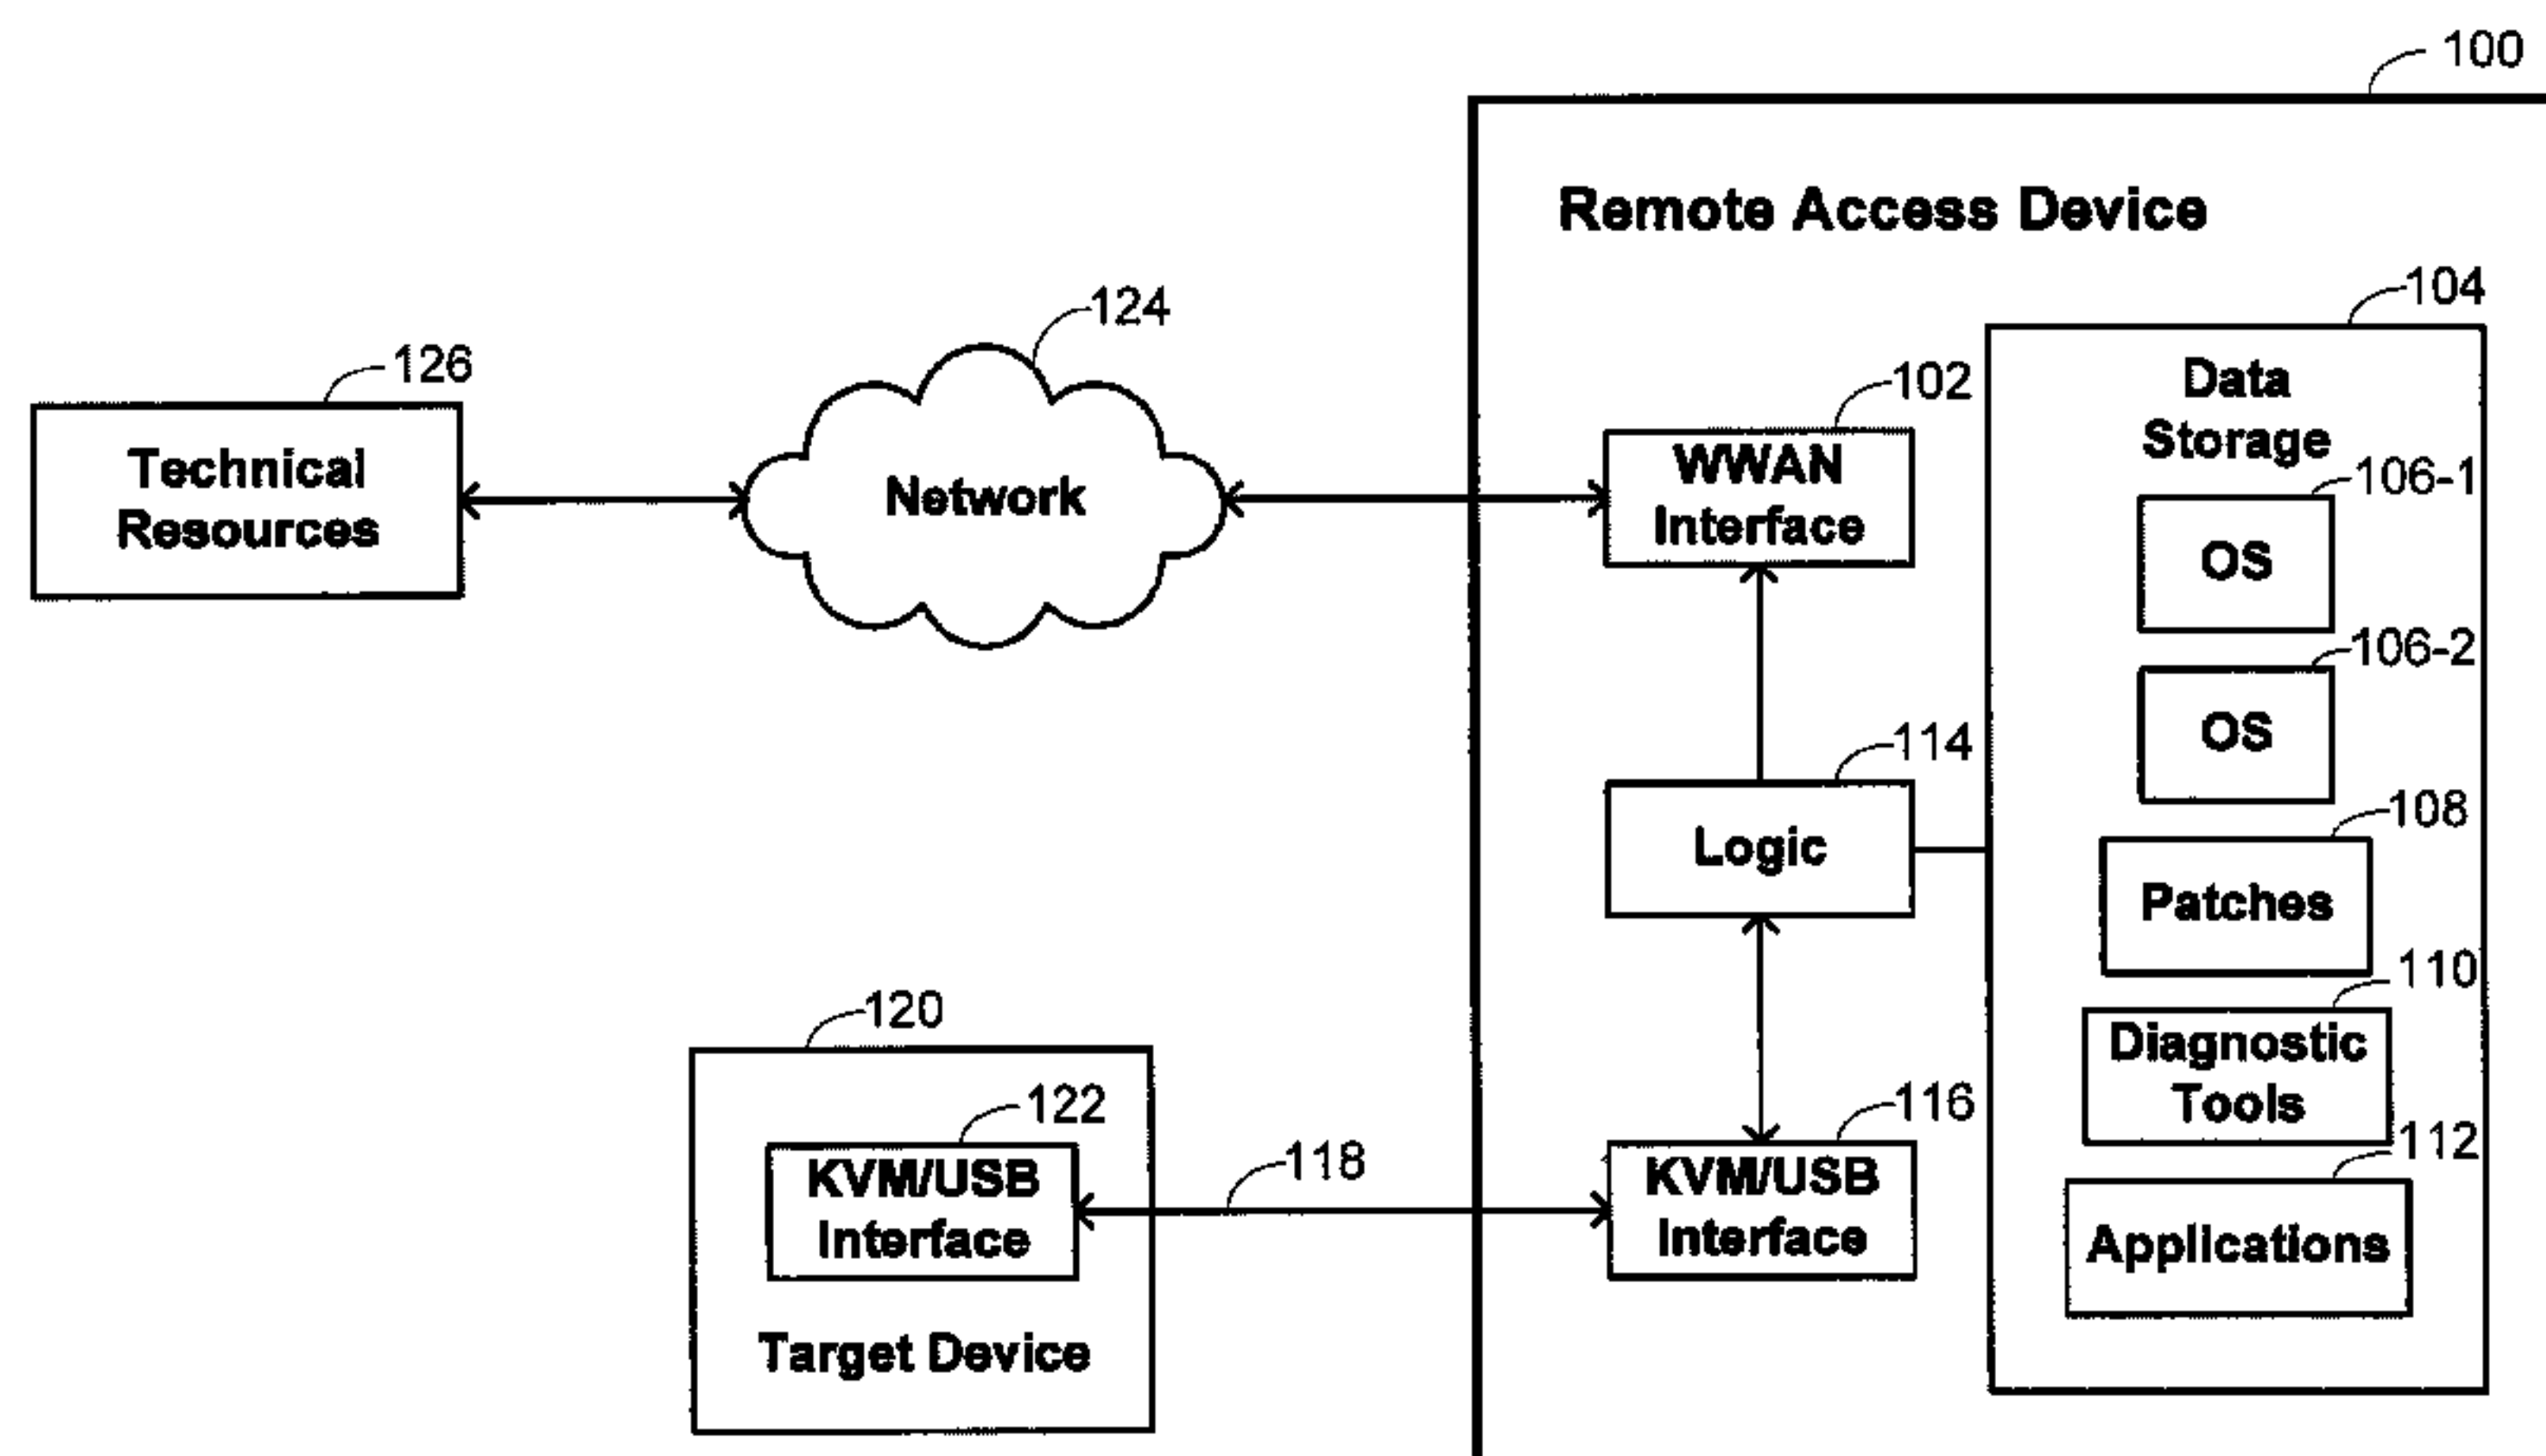 100
Remote Access Device
104
Data
Storage
124
126
102
Technical
Resources
Network
WWAN
Interface
106-1
OS
106-2
OS
114
Logic
108
Patches
110
Diagnostic
Tools
120
122
KVM/USB
Interface
Target Device
118
116
KVM/USB
Interface
112
Applications